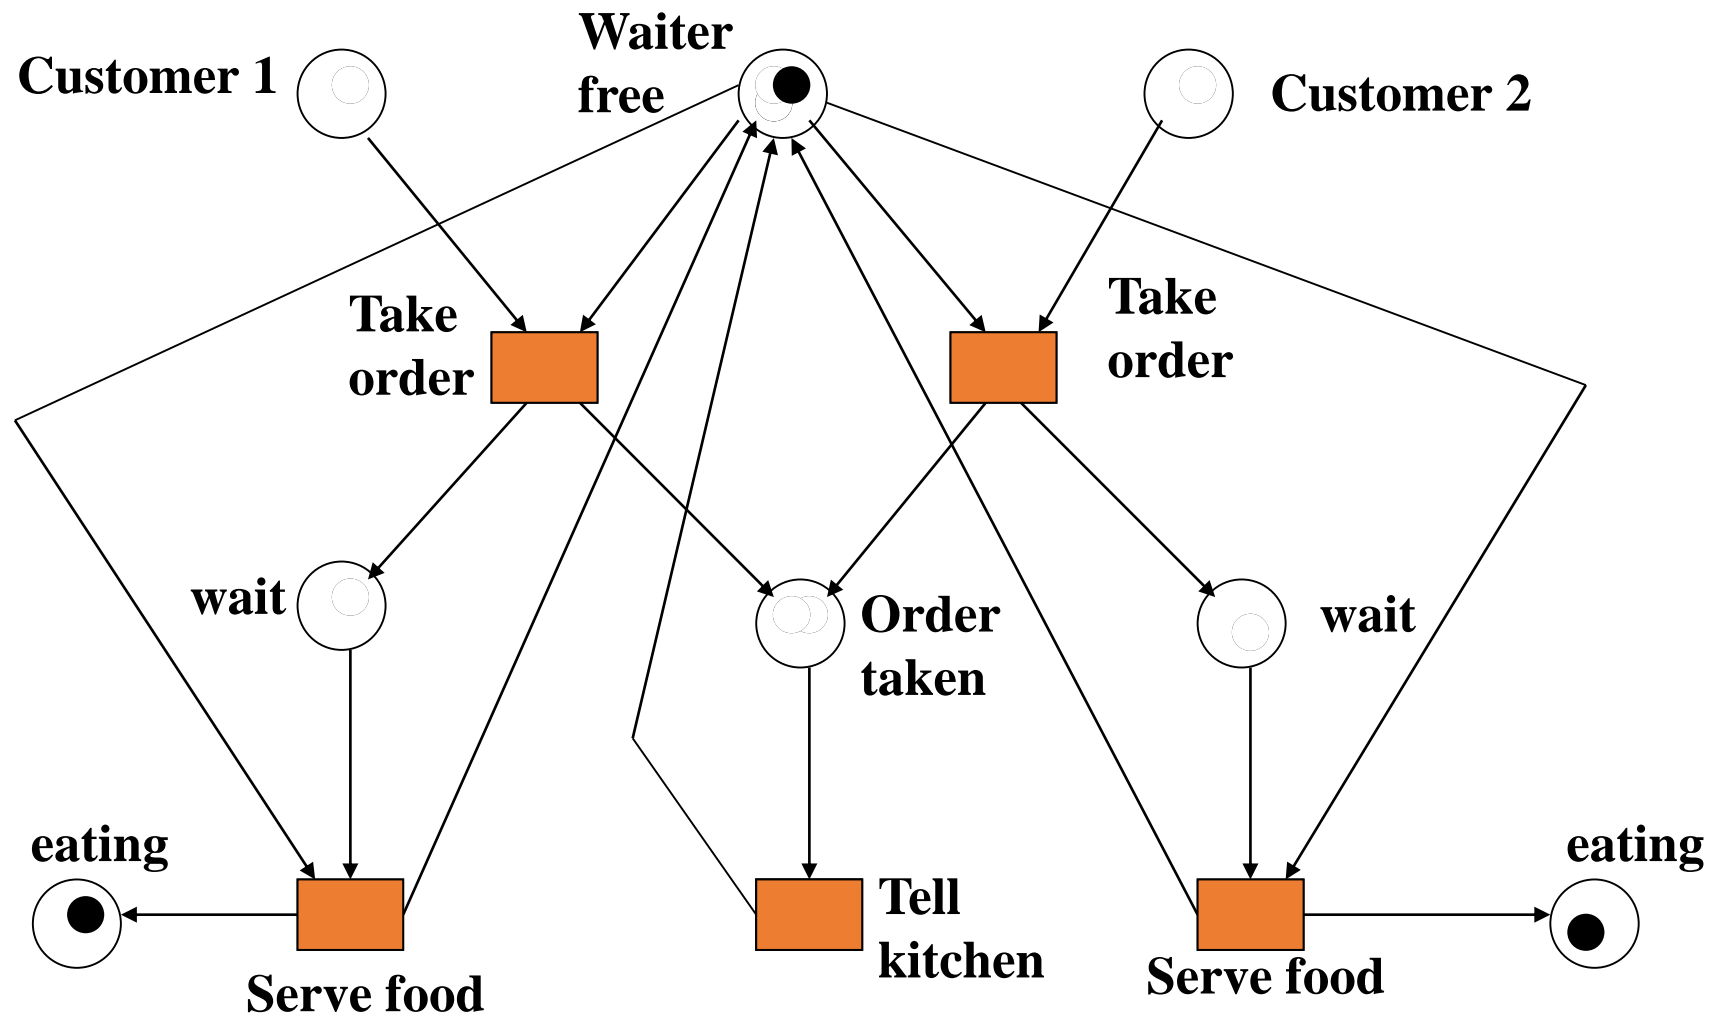 Customer 1
Waiter
free
Customer 2
Take
order
Take
order
wait
Order
taken
wait
eating
eating
Tell
kitchen
Serve food
Serve food